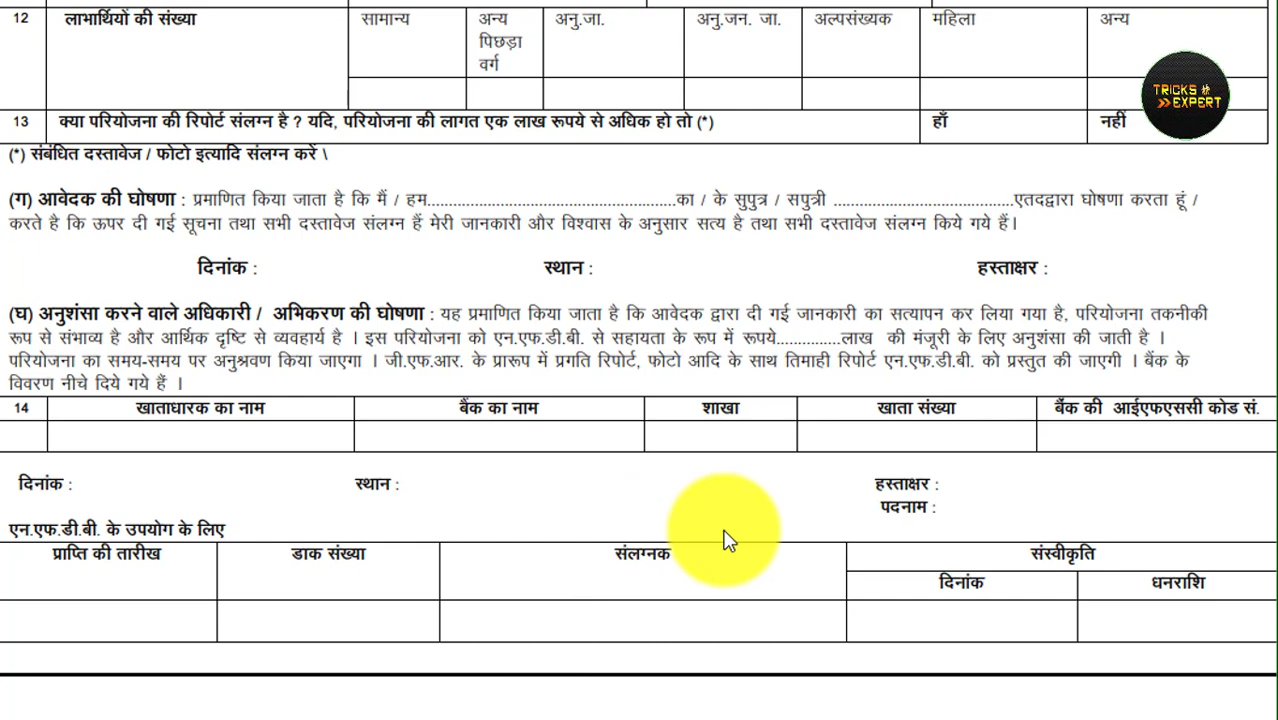 12 लाभार्थियों की संख्या सामान्य अन्य पिछड़ा वर्ग अनु.जा. अनु.जन. जा. अल्पसंख्यक महिला अन्य
TRICKS
EXPERT
13 क्या परियोजना की रिपोर्ट संलग्न है ? यदि, परियोजना की लागत एक लाख रूपये से अधिक हो तो (*) हाँ नहीं
(*) संबंधित दस्तावेज / फोटो इत्यादि संलग्न करें \
(ग) आवेदक की घोषणा : प्रमाणित किया जाता है कि मैं / हम..........................................................का / के सुपुत्र / सपुत्री ..........................................एतदद्वारा घोषणा करता हूं /
करते है कि ऊपर दी गई सूचना तथा सभी दस्तावेज संलग्न हैं मेरी जानकारी और विश्वास के अनुसार सत्य है तथा सभी दस्तावेज संलग्न किये गये हैं।
दिनांक : स्थान : हस्ताक्षर :
(घ) अनुशंसा करने वाले अधिकारी / अभिकरण की घोषणा : यह प्रमाणित किया जाता है कि आवेदक द्वारा दी गई जानकारी का सत्यापन कर लिया गया है, परियोजना तकनीकी
रूप से संभाव्य है और आर्थिक दृष्टि से व्यवहार्य है । इस परियोजना को एन.एफ.डी.बी. से सहायता के रूप में रूपये...............लाख की मंजूरी के लिए अनुशंसा की जाती है ।
परियोजना का समय-समय पर अनुश्रवण किया जाएगा । जी.एफ.आर. के प्रारूप में प्रगति रिपोर्ट, फोटो आदि के साथ तिमाही रिपोर्ट एन.एफ.डी.बी. को प्रस्तुत की जाएगी । बैंक के
विवरण नीचे दिये गये हैं ।
14 खाताधारक का नाम बैंक का नाम शाखा खाता संख्या बैंक की आईएफएससी कोड सं.
दिनांक : स्थान : हस्ताक्षर :
पदनाम :
एन.एफ.डी.बी. के उपयोग के लिए
प्राप्ति की तारीख डाक संख्या संलग्नक संस्वीकृति
दिनांक धनराशि